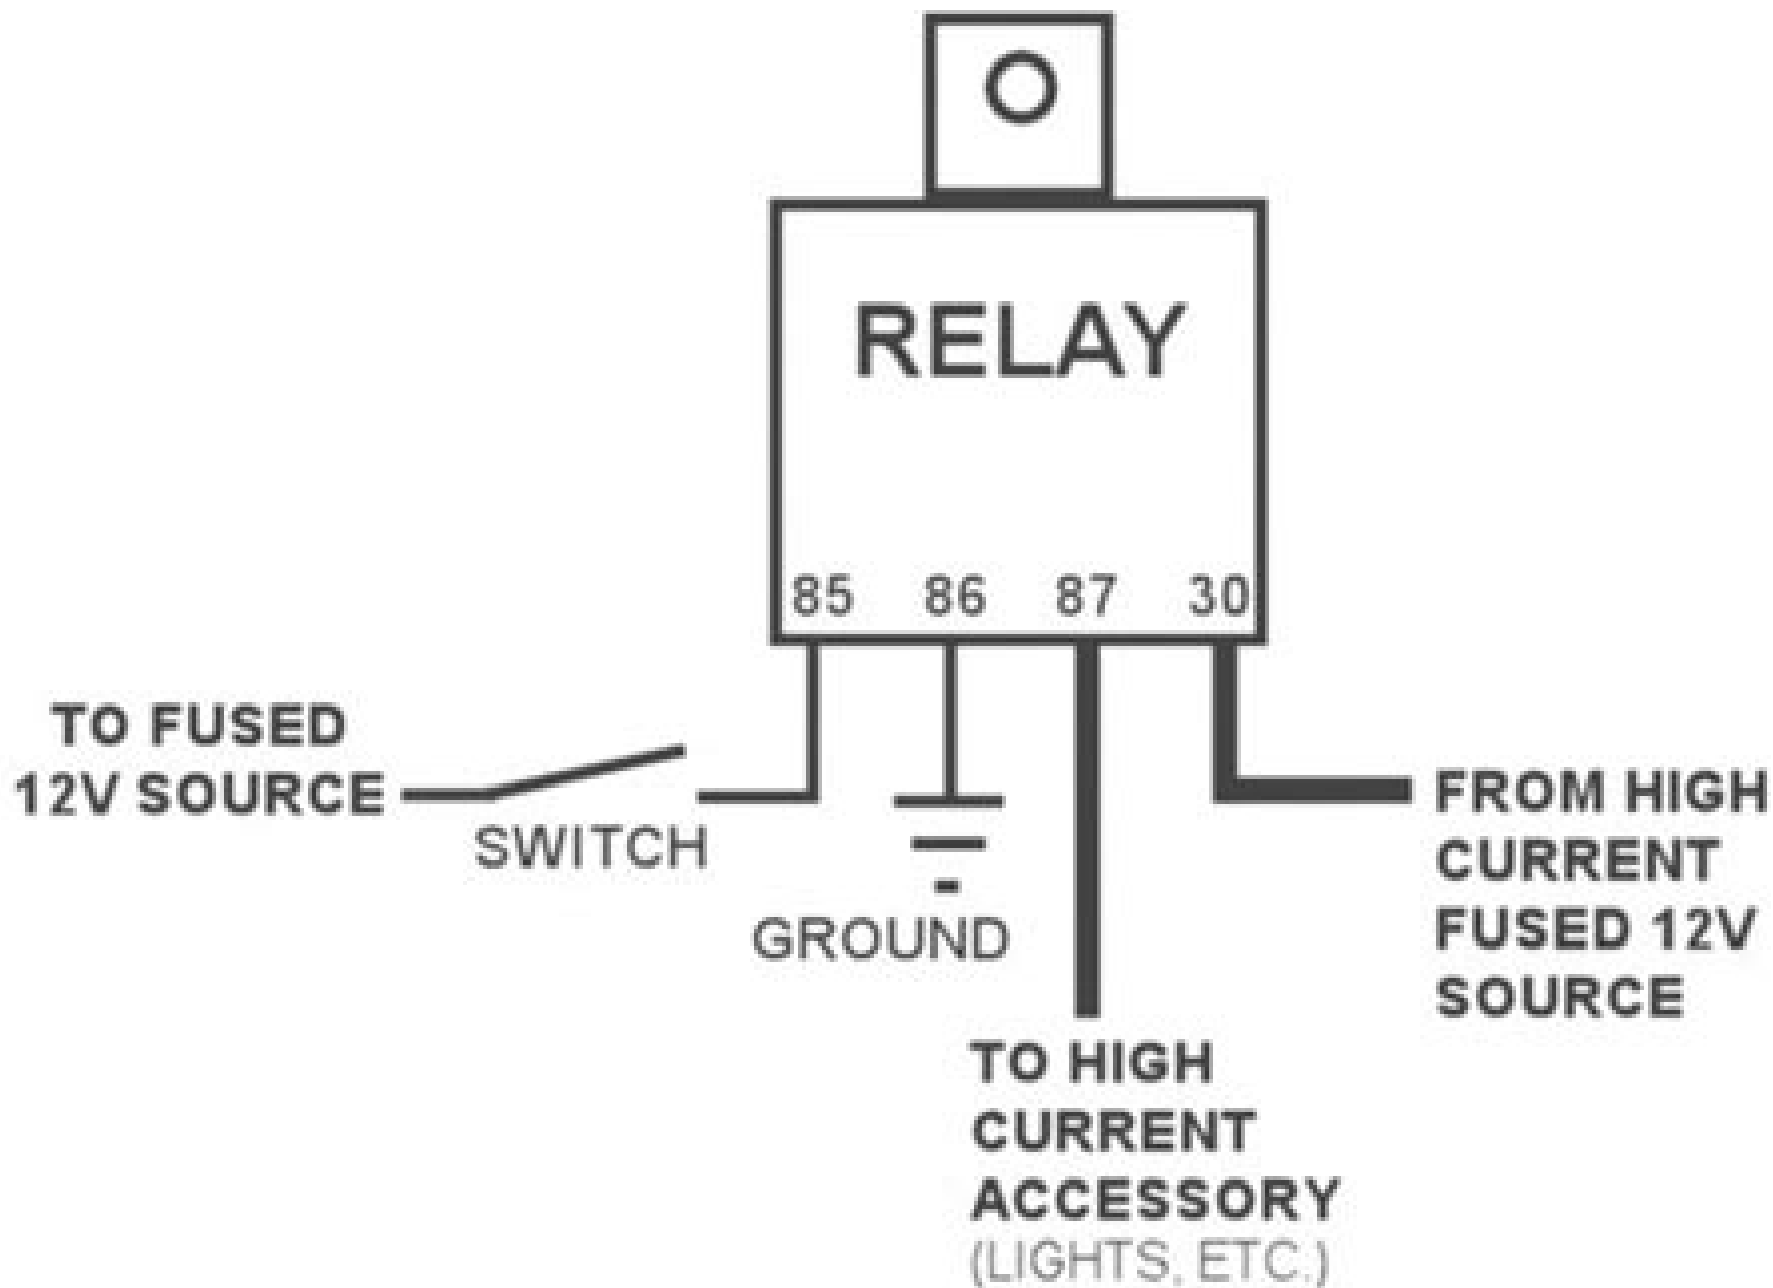 RELAY
85 86 87 30
TO FUSED
12V SOURCE
SWITCH
GROUND
FROM HIGH
CURRENT
FUSED 12V
SOURCE
TO HIGH
CURRENT
ACCESSORY
(LIGHTS, ETC.)